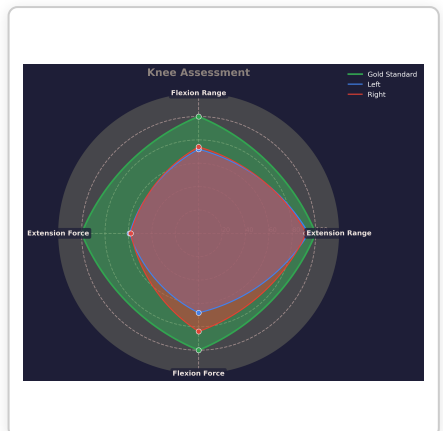 Knee Assessment
Gold Standard
Left
Right
Flexion Range
Extension Force
Extension Range
Flexion Force